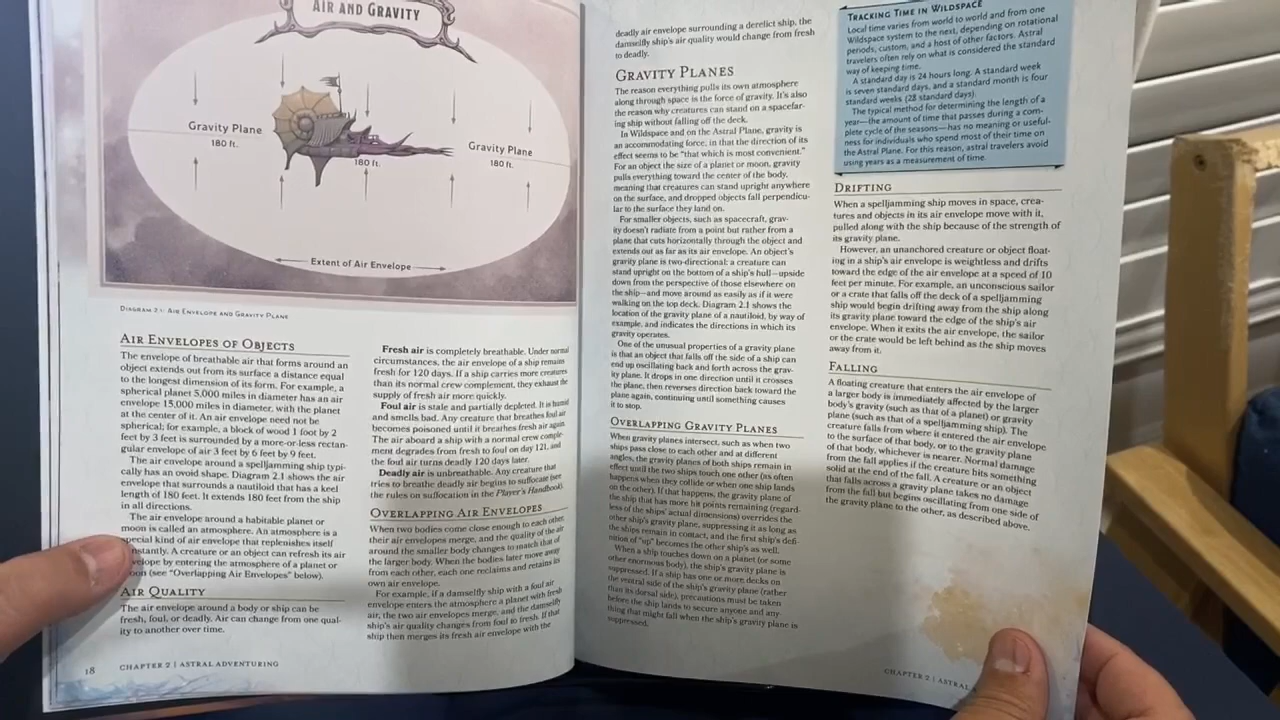 AIR AND GRAVITY
Gravity Plane
180 ft.
180 ft.
Gravity Plane
180 ft.
Extent of Air Envelope
DIAGRAM 2.1: AIR ENVELOPE AND GRAVITY PLANE
AIR ENVELOPES OF OBJECTS
The envelope of breathable air that forms around an
object extends out from its surface a distance equal
to the longest dimension of its form. For example, a
spherical planet 5,000 miles in diameter has an air
envelope 15,000 miles in diameter, with the planet
at the center of it. An air envelope need not be
spherical; for example, a block of wood 1 foot by 2
feet by 3 feet is surrounded by a more-or-less rectan-
gular envelope of air 3 feet by 6 feet by 9 feet.
The air envelope around a spelljamming ship typi-
cally has an ovoid shape. Diagram 2.1 shows the air
envelope that surrounds a nautiloid that has a keel
length of 180 feet. It extends 180 feet from the ship
in all directions.
The air envelope around a habitable planet or
moon is called an atmosphere. An atmosphere is a
special kind of air envelope that replenishes itself
constantly. A creature or an object can refresh its air
envelope by entering the atmosphere of a planet or
moon (see "Overlapping Air Envelopes" below).
AIR QUALITY
The air envelope around a body or ship can be
fresh, foul, or deadly. Air can change from one qual-
ity to another over time.
18
CHAPTER 2 | ASTRAL ADVENTURING
Fresh air is completely breathable. Under normal
circumstances, the air envelope of a ship remains
fresh for 120 days. If a ship carries more creatures
than its normal crew complement, they exhaust the
supply of fresh air more quickly.
Foul air is stale and partially depleted. It is humid
and smells bad. Any creature that breathes foul air
becomes poisoned until it breathes fresh air again.
The air aboard a ship with a normal crew comple-
ment degrades from fresh to foul on day 121, and
the foul air turns deadly 120 days later.
Deadly air is unbreathable. Any creature that
tries to breathe deadly air begins to suffocate (see
the rules on suffocation in the Player's Handbook).
OVERLAPPING AIR ENVELOPES
When two bodies come close enough to each other,
their air envelopes merge, and the quality of the air
around the smaller body changes to match that of
the larger body. When the bodies later move away
from each other, each one reclaims and retains its
own air envelope.
For example, if a damselfly ship with a foul air
envelope enters the atmosphere a planet with fresh
air, the two air envelopes merge, and the damselfly
ship's air quality changes from foul to fresh. If that
ship then merges its fresh air envelope with the
deadly air envelope surrounding a derelict ship, the
damselfly ship's air quality would change from fresh
to deadly.
GRAVITY PLANES
The reason everything pulls its own atmosphere
along through space is the force of gravity. It's also
the reason why creatures can stand on a spacefar-
ing ship without falling off the deck.
In Wildspace and on the Astral Plane, gravity is
an accommodating force, in that the direction of its
effect seems to be "that which is most convenient."
For an object the size of a planet or moon, gravity
pulls everything toward the center of the body,
meaning that creatures can stand upright anywhere
on the surface, and dropped objects fall perpendicu-
lar to the surface they land on.
For smaller objects, such as spacecraft, grav-
ity doesn't radiate from a point but rather from a
plane that cuts horizontally through the object and
extends out as far as its air envelope. An object's
gravity plane is two-directional: a creature can
stand upright on the bottom of a ship's hull—upside
down from the perspective of those elsewhere on
the ship—and move around as easily as if it were
walking on the top deck. Diagram 2.1 shows the
location of the gravity plane of a nautiloid, by way of
example, and indicates the directions in which its
gravity operates.
One of the unusual properties of a gravity plane
is that an object that falls off the side of a ship can
end up oscillating back and forth across the grav-
ity plane. It drops in one direction until it crosses
the plane, then reverses direction back toward the
plane again, continuing until something causes
it to stop.
OVERLAPPING GRAVITY PLANES
When gravity planes intersect, such as when two
ships pass close to each other and at different
angles, the gravity planes of both ships remain in
effect until the two ships touch one other (as often
happens when they collide or when one ship lands
on the other). If that happens, the gravity plane of
the ship that has more hit points remaining (regard-
less of the ships' actual dimensions) overrides the
other ship's gravity plane, suppressing it as long as
the ships remain in contact, and the first ship's defi-
nition of "up" becomes the other ship's as well.
When a ship touches down on a planet (or some
other enormous body), the ship's gravity plane is
suppressed. If a ship has one or more decks on
the ventral side of the ship's gravity plane (rather
than its dorsal side), precautions must be taken
before the ship lands to secure anyone and any-
thing that might fall when the ship's gravity plane is
suppressed.
TRACKING TIME IN WILDSPACE
Local time varies from world to world and from one
Wildspace system to the next, depending on rotational
periods, custom, and a host of other factors. Astral
travelers often rely on what is considered the standard
way of keeping time.
A standard day is 24 hours long. A standard week
is seven standard days, and a standard month is four
standard weeks (28 standard days).
The typical method for determining the length of a
year—the amount of time that passes during a com-
plete cycle of the seasons—has no meaning or useful-
ness for individuals who spend most of their time on
the Astral Plane. For this reason, astral travelers avoid
using years as a measurement of time.
DRIFTING
When a spelljamming ship moves in space, crea-
tures and objects in its air envelope move with it,
pulled along with the ship because of the strength of
its gravity plane.
However, an unanchored creature or object float-
ing in a ship's air envelope is weightless and drifts
toward the edge of the air envelope at a speed of 10
feet per minute. For example, an unconscious sailor
or a crate that falls off the deck of a spelljamming
ship would begin drifting away from the ship along
its gravity plane toward the edge of the ship's air
envelope. When it exits the air envelope, the sailor
or the crate would be left behind as the ship moves
away from it.
FALLING
A floating creature that enters the air envelope of
a larger body is immediately affected by the larger
body's gravity (such as that of a planet) or gravity
plane (such as that of a spelljamming ship). The
creature falls from where it entered the air envelope
to the surface of that body, or to the gravity plane
of that body, whichever is nearer. Normal damage
from the fall applies if the creature hits something
solid at the end of the fall. A creature or an object
that falls across a gravity plane takes no damage
from the fall but begins oscillating from one side of
the gravity plane to the other, as described above.
CHAPTER 2 | ASTRAL